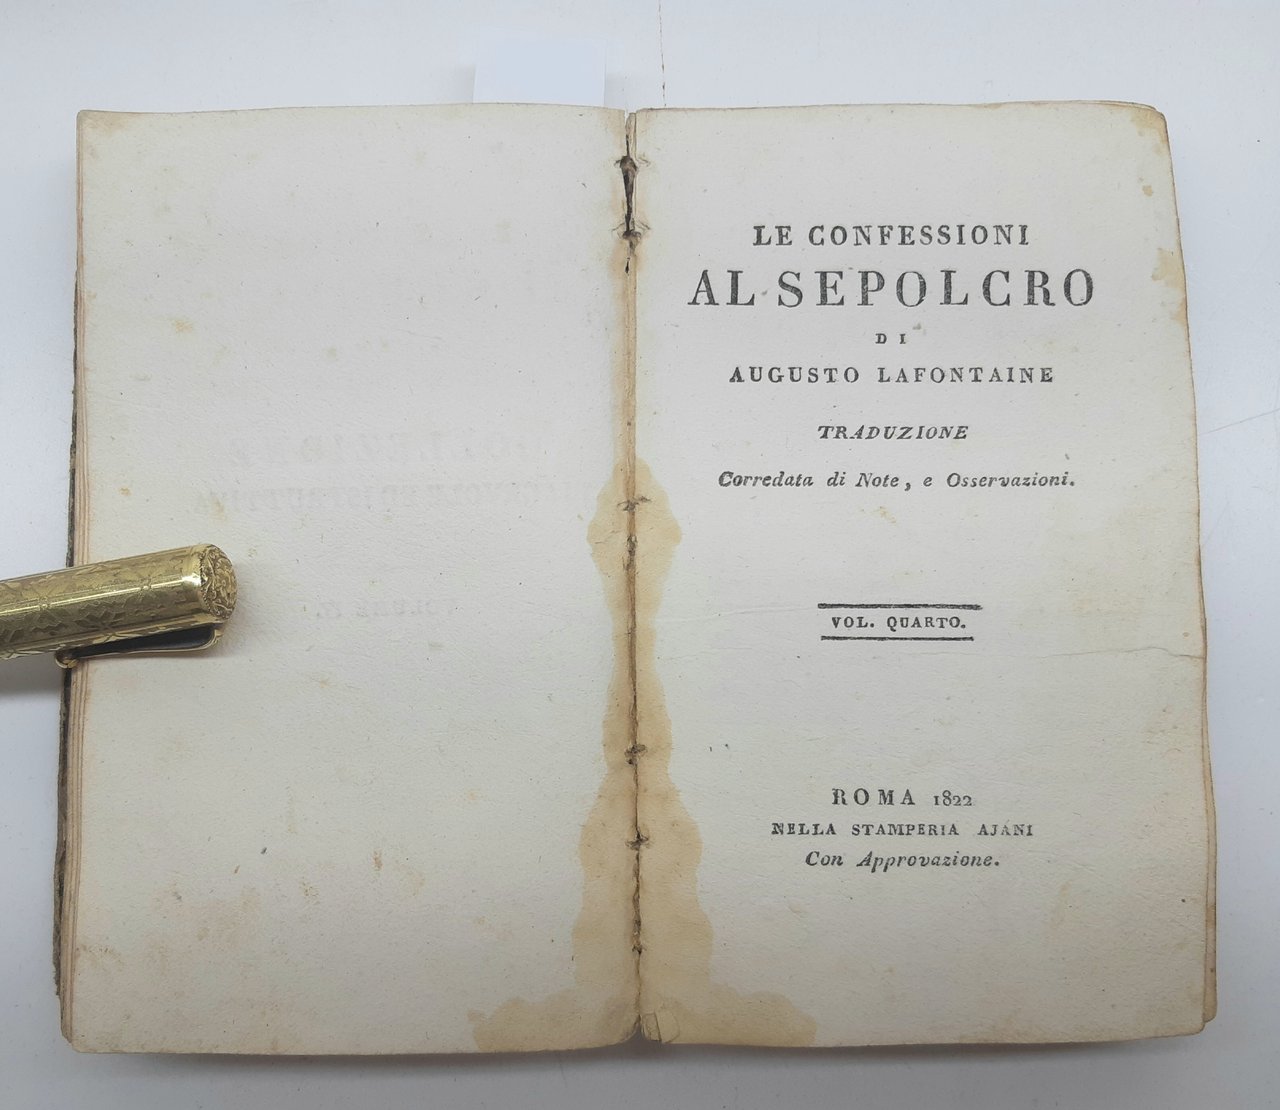 LE CONFESSIONI
AL SEPOLCRO
DI
AUGUSTO LAFONTAINE
TRADUZIONE
Corredata di Note, e Osservazioni.
VOL. QUARTO.
ROMA 1822
NELLA STAMPERIA AJANI
Con Approvazione.